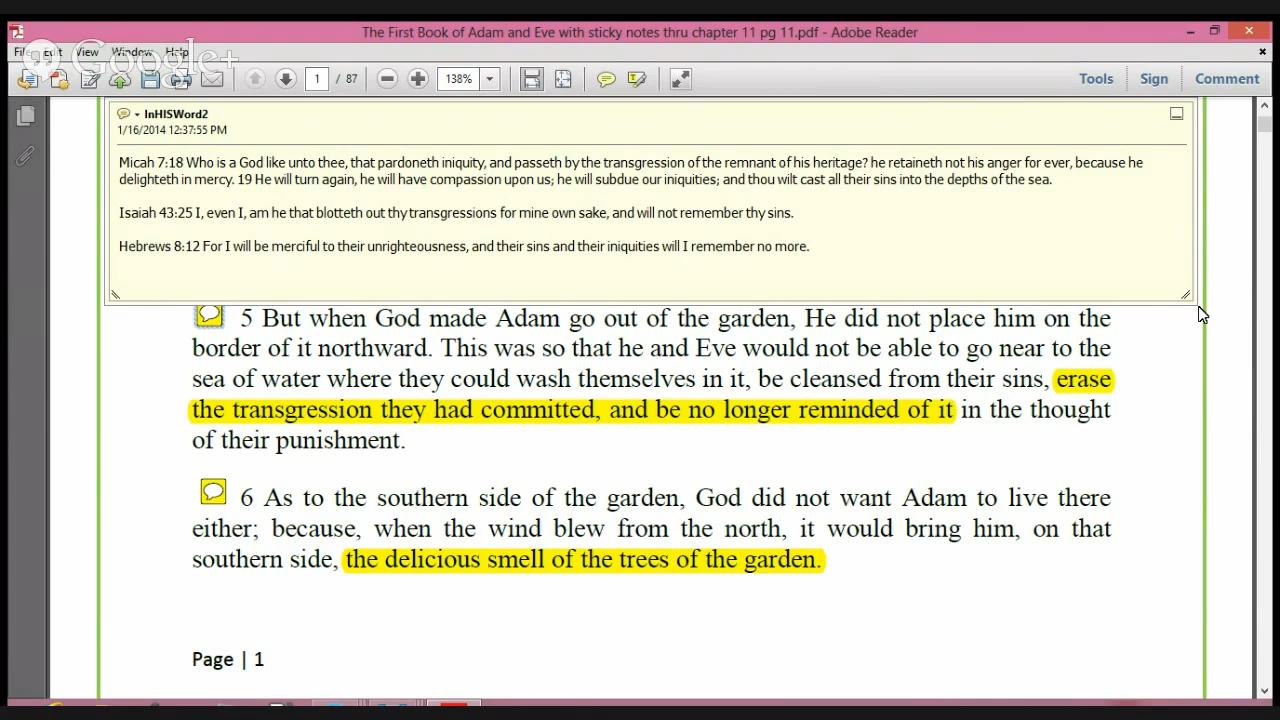 The First Book of Adam and Eve with sticky notes thru chapter 11 pg 11.pdf - Adobe Reader
File Edit View Window Help
Google+
1 / 87 138% Tools Sign Comment
InHISWord2
1/16/2014 12:37:55 PM
Micah 7:18 Who is a God like unto thee, that pardoneth iniquity, and passeth by the transgression of the remnant of his heritage? he retaineth not his anger for ever, because he
delighteth in mercy. 19 He will turn again, he will have compassion upon us; he will subdue our iniquities; and thou wilt cast all their sins into the depths of the sea.
Isaiah 43:25 I, even I, am he that blotteth out thy transgressions for mine own sake, and will not remember thy sins.
Hebrews 8:12 For I will be merciful to their unrighteousness, and their sins and their iniquities will I remember no more.
5 But when God made Adam go out of the garden, He did not place him on the
border of it northward. This was so that he and Eve would not be able to go near to the
sea of water where they could wash themselves in it, be cleansed from their sins, erase
the transgression they had committed, and be no longer reminded of it in the thought
of their punishment.
6 As to the southern side of the garden, God did not want Adam to live there
either; because, when the wind blew from the north, it would bring him, on that
southern side, the delicious smell of the trees of the garden.
Page | 1